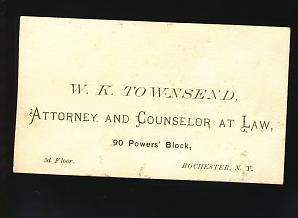 W. K. TOWNSEND,
ATTORNEY AND COUNSELOR AT LAW,
90 Powers' Block,
3d Floor. ROCHESTER, N. Y.